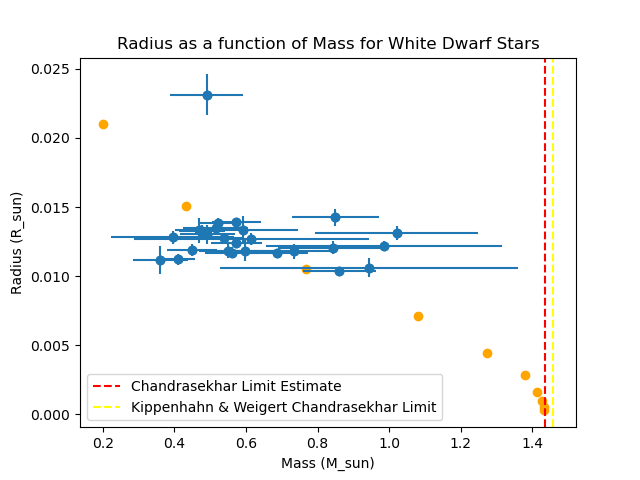 Radius as a function of Mass for White Dwarf Stars
0.025
0.020
0.015
0.010
0.005
0.000
Radius (R_sun)
Chandrasekhar Limit Estimate
Kippenhahn & Weigert Chandrasekhar Limit
0.2 0.4 0.6 0.8 1.0 1.2 1.4
Mass (M_sun)